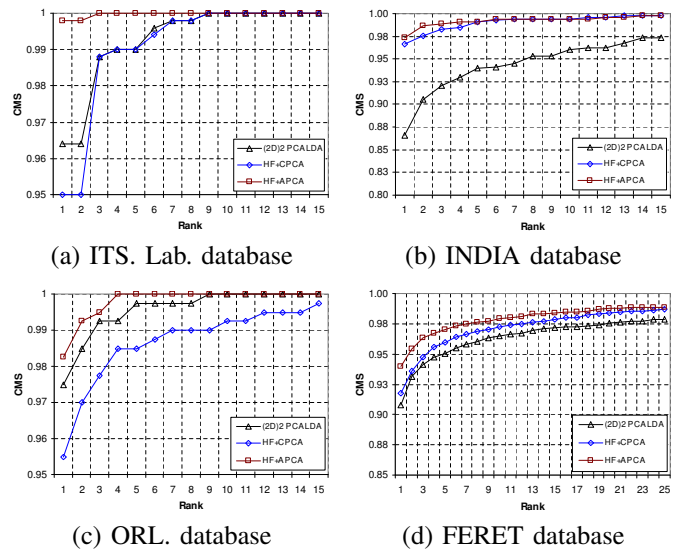 1
0.99
0.98
0.97
0.96
0.95
CMS
1 2 3 4 5 6 7 8 9 10 11 12 13 14 15
Rank
(2D)2 PCALDA
HF+CPCA
HF+APCA
(a) ITS. Lab. database
1.00
0.98
0.95
0.93
0.90
0.88
0.85
0.83
0.80
CMS
1 2 3 4 5 6 7 8 9 10 11 12 13 14 15
Rank
(2D)2 PCALDA
HF+CPCA
HF+APCA
(b) INDIA database
1
0.99
0.98
0.97
0.96
0.95
CMS
1 2 3 4 5 6 7 8 9 10 11 12 13 14 15
Rank
(2D)2 PCALDA
HF+CPCA
HF+APCA
(c) ORL. database
1.00
0.98
0.95
0.93
0.90
0.88
0.85
CMS
1 3 5 7 9 11 13 15 17 19 21 23 25
Rank
(2D)2 PCALDA
HF+CPCA
HF+APCA
(d) FERET database